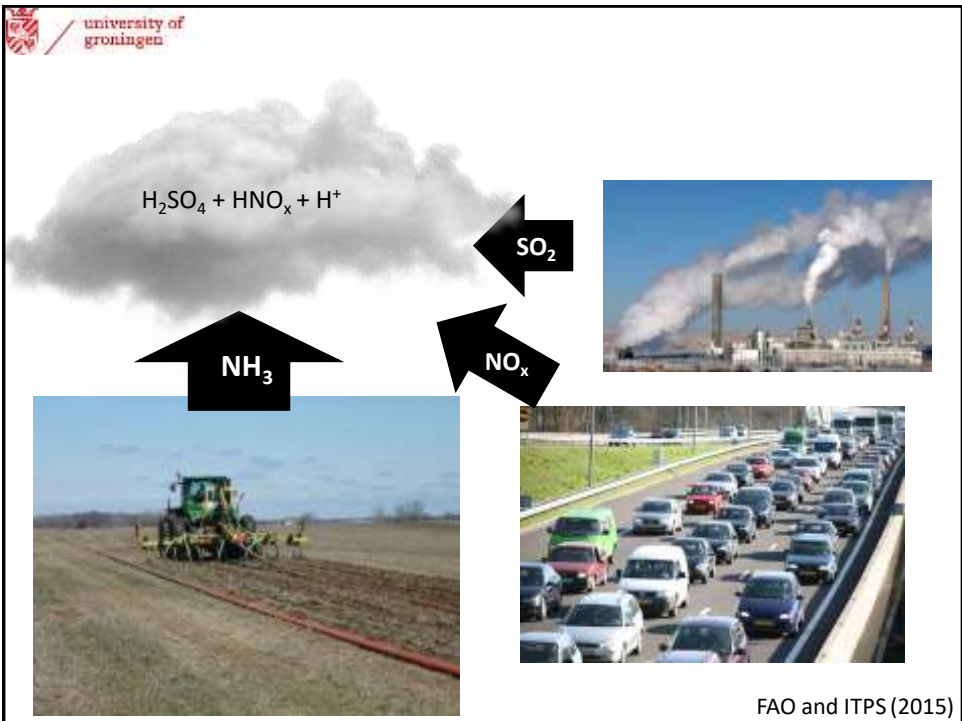 university of
groningen
H₂SO₄ + HNOₓ + H⁺
SO₂
NOₓ
NH₃
FAO and ITPS (2015)